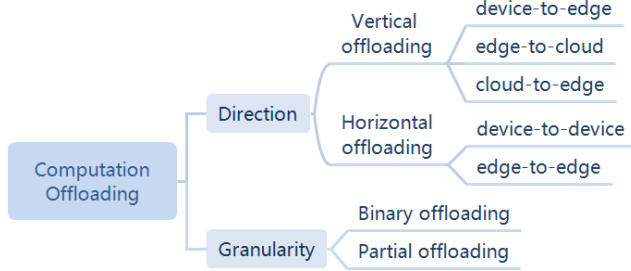 Computation
Offloading
Direction
Vertical
offloading
device-to-edge
edge-to-cloud
cloud-to-edge
Horizontal
offloading
device-to-device
edge-to-edge
Granularity
Binary offloading
Partial offloading